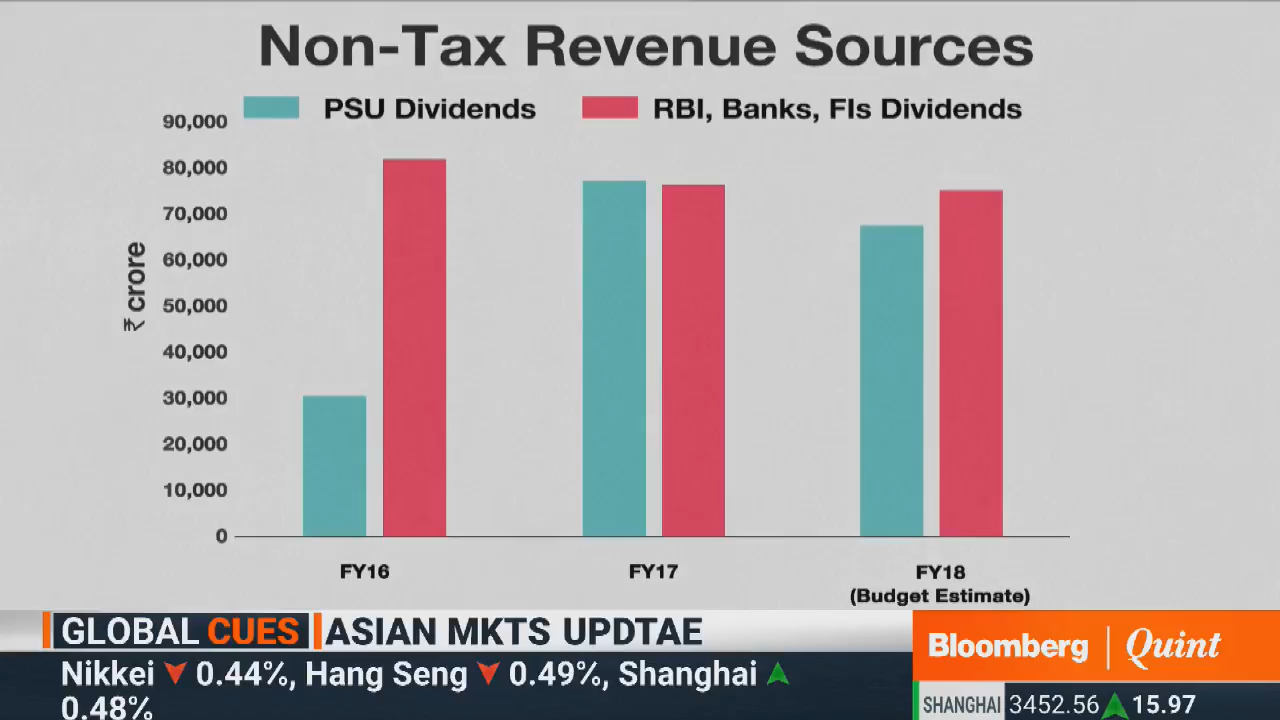 Non-Tax Revenue Sources
PSU Dividends
RBI, Banks, FIs Dividends
90,000
80,000
70,000
60,000
50,000
40,000
30,000
20,000
10,000
0
₹ crore
FY16
FY17
FY18
(Budget Estimate)
GLOBAL CUES ASIAN MKTS UPDTAE
Nikkei ▼ 0.44%, Hang Seng ▼ 0.49%, Shanghai ▲
0.48%
Bloomberg | Quint
SHANGHAI 3452.56 ▲ 15.97